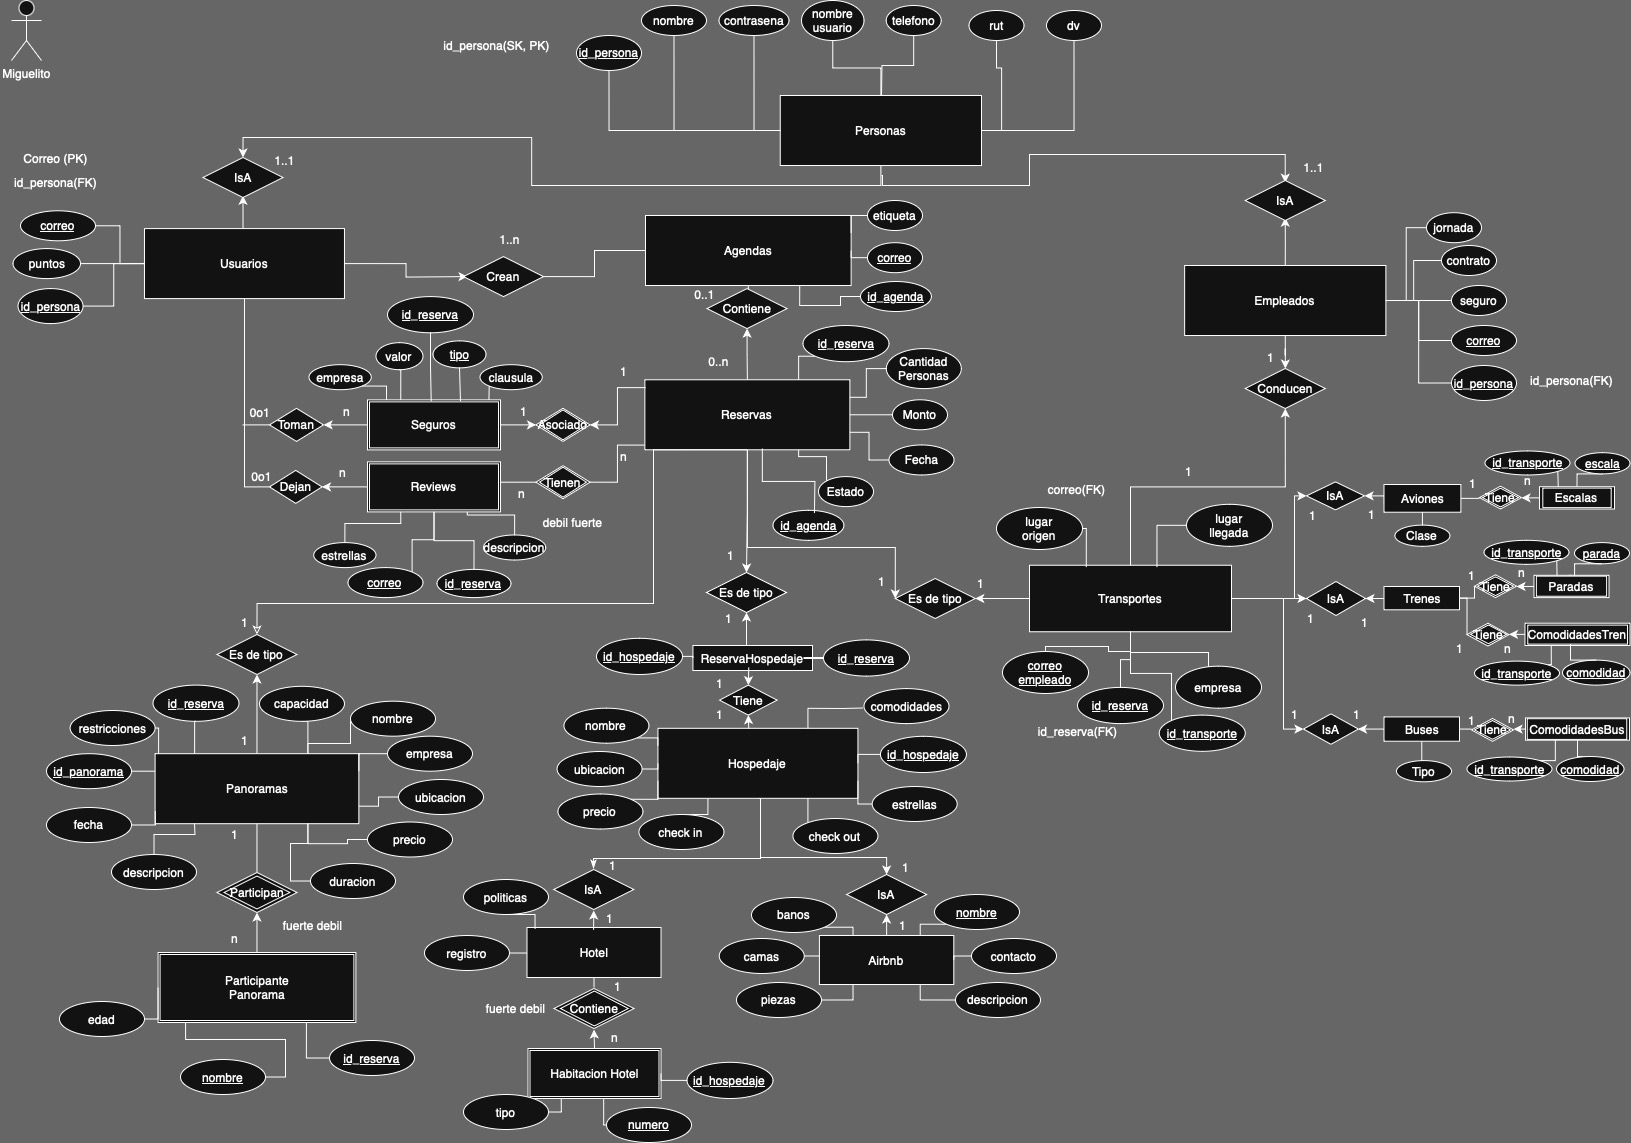 Miguelito
id_persona(SK, PK)
id_persona
nombre
contrasena
nombre
usuario
telefono
rut
dv
Personas
Correo (PK)
id_persona(FK)
1..1
IsA
1..1
IsA
correo
puntos
id_persona
Usuarios
1..n
Crean
Agendas
etiqueta
correo
id_agenda
0..1
Contiene
0..n
jornada
contrato
seguro
correo
id_persona
id_persona(FK)
Empleados
1
Conducen
1
id_reserva
valor
tipo
empresa
clausula
0o1
Toman
n
Seguros
1
Asociado
1
id_reserva
Cantidad
Personas
Monto
Fecha
Estado
id_agenda
Reservas
0o1
Dejan
n
Reviews
n
Tienen
n
debil fuerte
estrellas
correo
id_reserva
descripcion
correo(FK)
lugar
origen
lugar
llegada
1
Es de tipo
1
1
Es de tipo
1
Transportes
correo
empleado
id_reserva
id_reserva(FK)
id_transporte
empresa
1
IsA
1
Aviones
Clase
1
Tiene
n
id_transporte
escala
Escalas
1
IsA
1
Trenes
1
Tiene
n
id_transporte
parada
Paradas
1
Tiene
n
ComodidadesTren
id_transporte
comodidad
1
IsA
1
Buses
Tipo
1
Tiene
n
ComodidadesBus
id_transporte
comodidad
1
Es de tipo
1
id_hospedaje
ReservaHospedaje
id_reserva
1
Tiene
1
restricciones
id_reserva
capacidad
nombre
empresa
id_panorama
Panoramas
ubicacion
fecha
precio
descripcion
duracion
1
Participan
fuerte debil
n
Participante
Panorama
edad
nombre
id_reserva
nombre
comodidades
ubicacion
Hospedaje
id_hospedaje
precio
estrellas
check in
check out
1
IsA
1
politicas
registro
Hotel
1
fuerte debil
Contiene
n
Habitacion Hotel
id_hospedaje
tipo
numero
1
IsA
1
banos
nombre
camas
Airbnb
contacto
piezas
descripcion